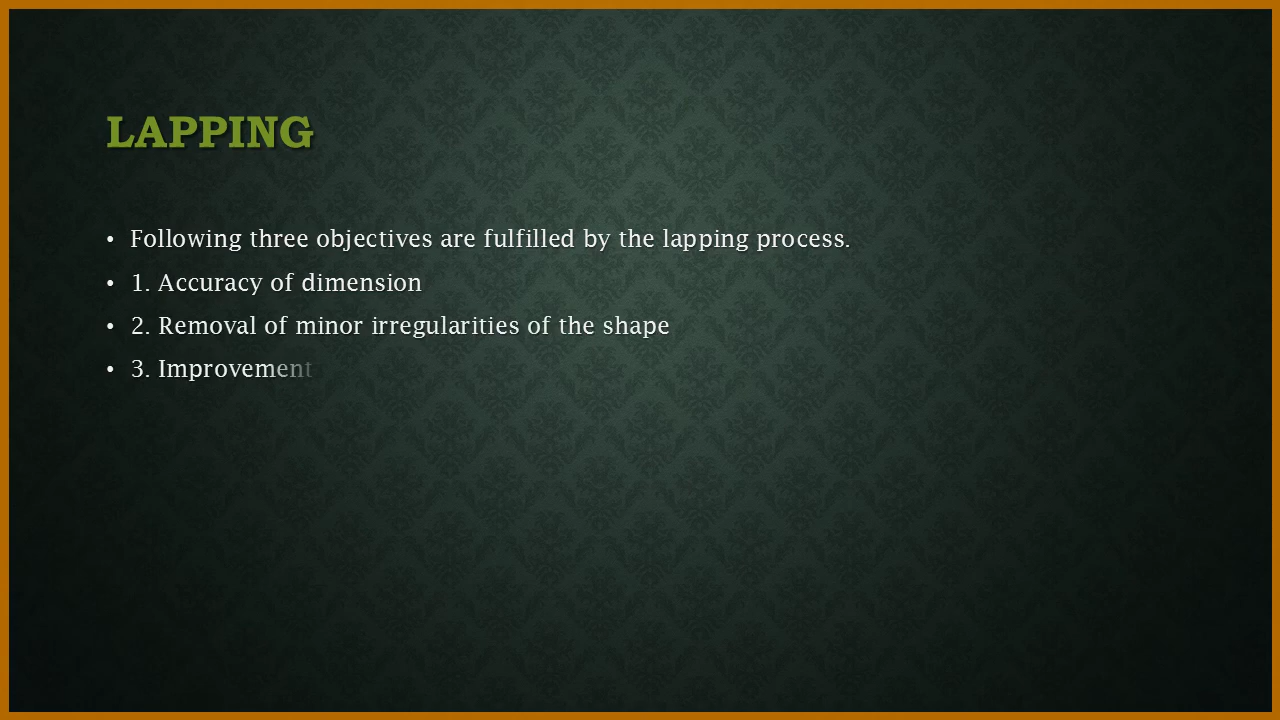 LAPPING
• Following three objectives are fulfilled by the lapping process.
• 1. Accuracy of dimension
• 2. Removal of minor irregularities of the shape
• 3. Improvement